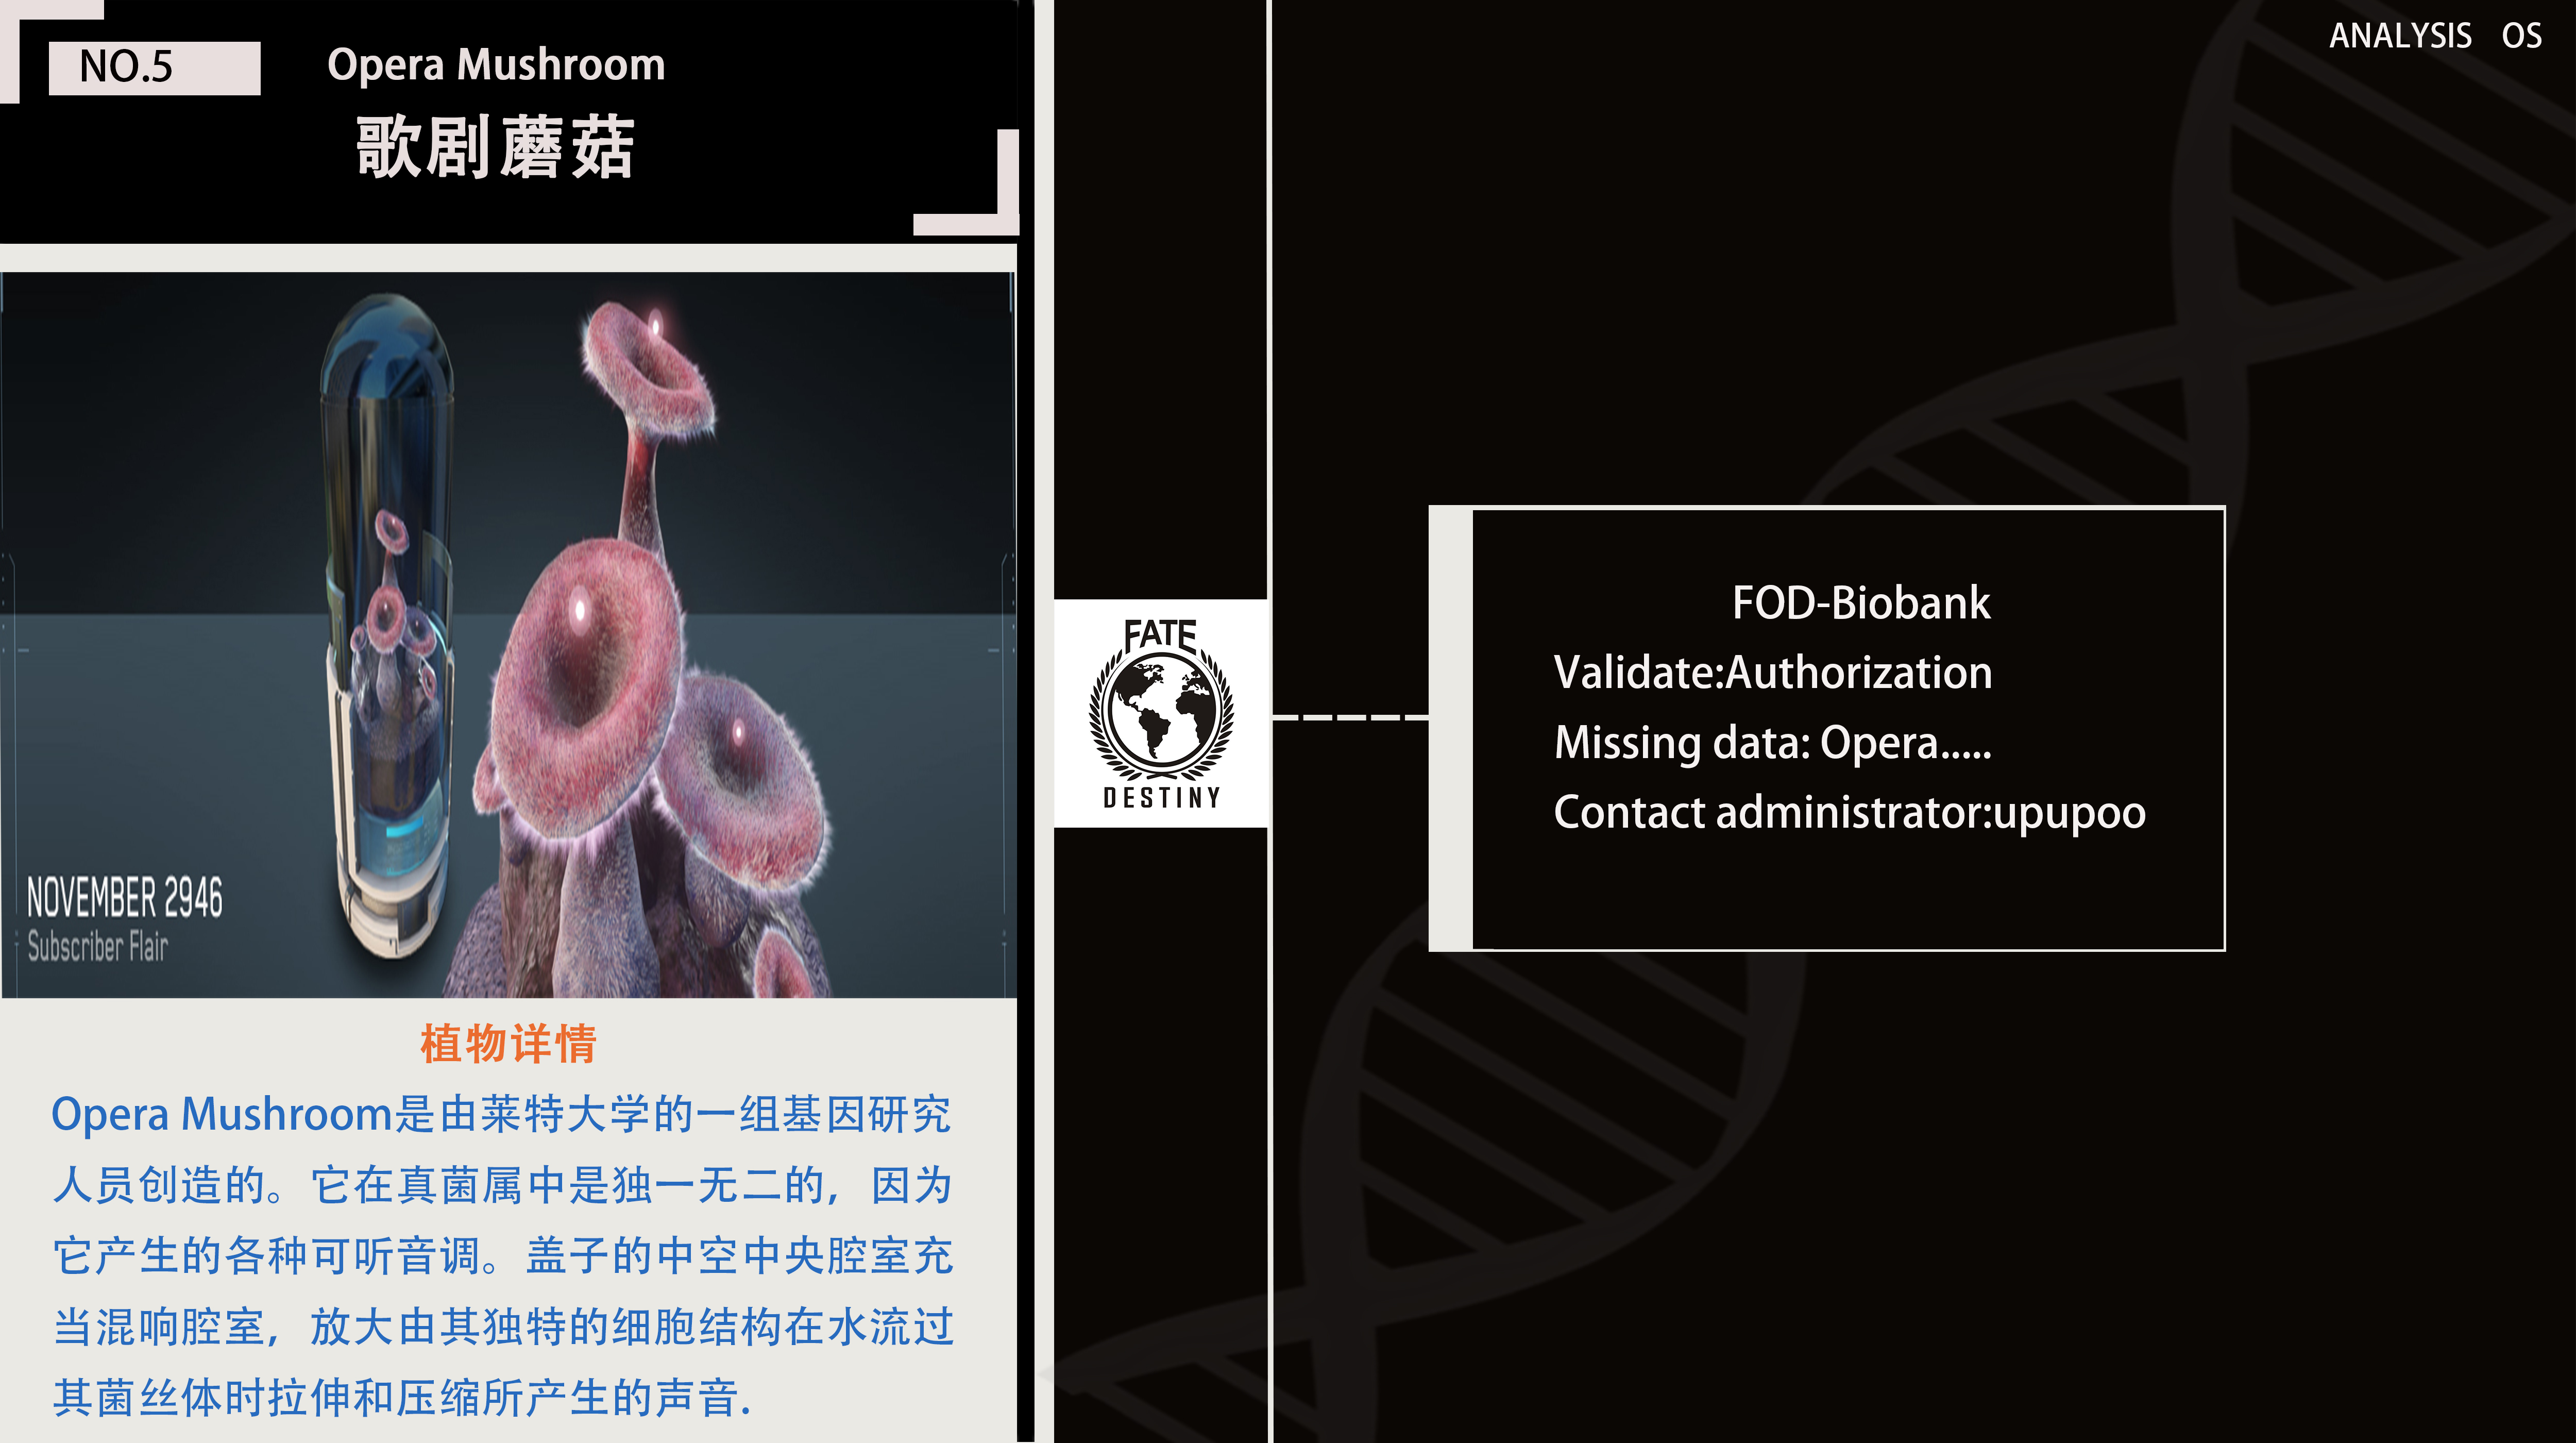 NO.5
Opera Mushroom
歌剧蘑菇
NOVEMBER 2946
Subscriber Flair
植物详情
Opera Mushroom是由莱特大学的一组基因研究
人员创造的。它在真菌属中是独一无二的，因为
它产生的各种可听音调。盖子的中空中央腔室充
当混响腔室，放大由其独特的细胞结构在水流过
其菌丝体时拉伸和压缩所产生的声音.
FATE
DESTINY
ANALYSIS OS
FOD-Biobank
Validate:Authorization
Missing data: Opera.....
Contact administrator:upupoo